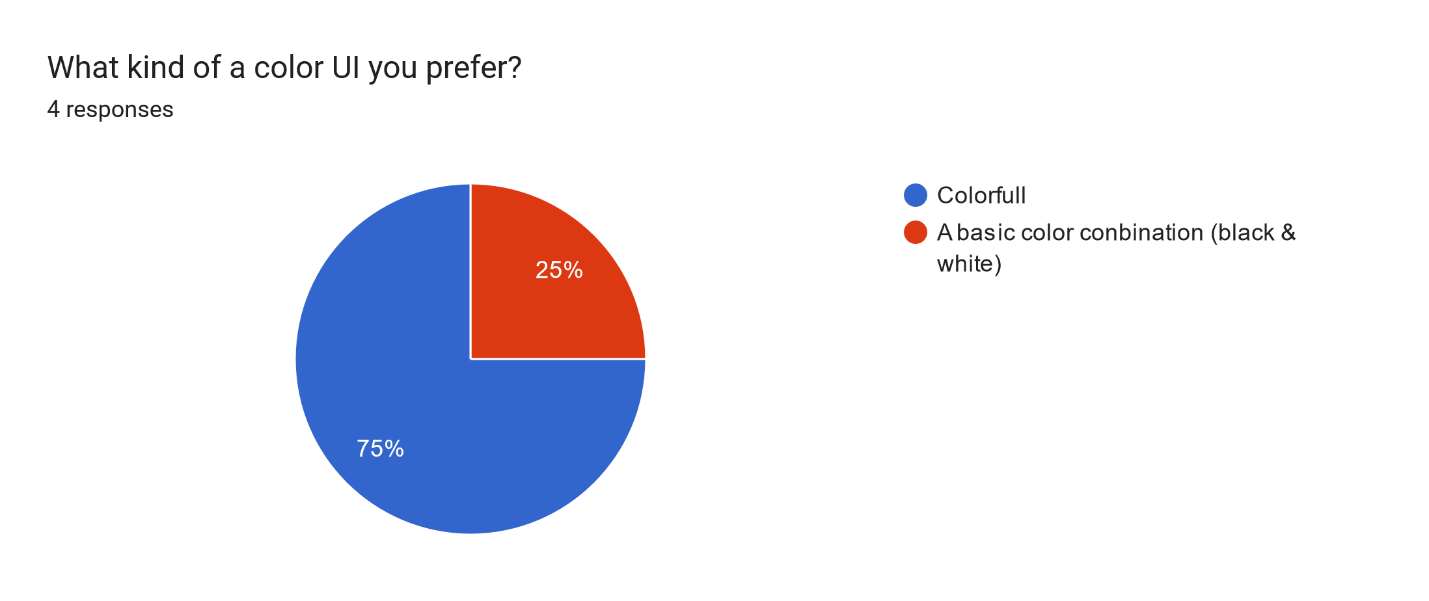 What kind of a color UI you prefer?
4 responses
Colorfull
A basic color conbination (black &
white)
25%
75%